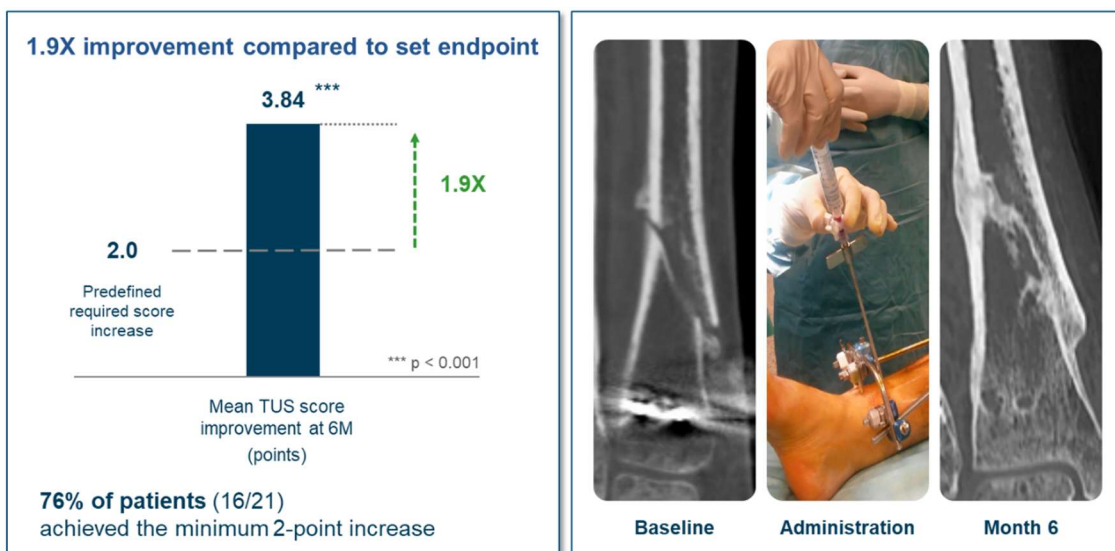 1.9X improvement compared to set endpoint
3.84 ***
1.9X
2.0
Predefined
required score
increase
*** p < 0.001
Mean TUS score
improvement at 6M
(points)
76% of patients (16/21)
achieved the minimum 2-point increase
Baseline
Administration
Month 6